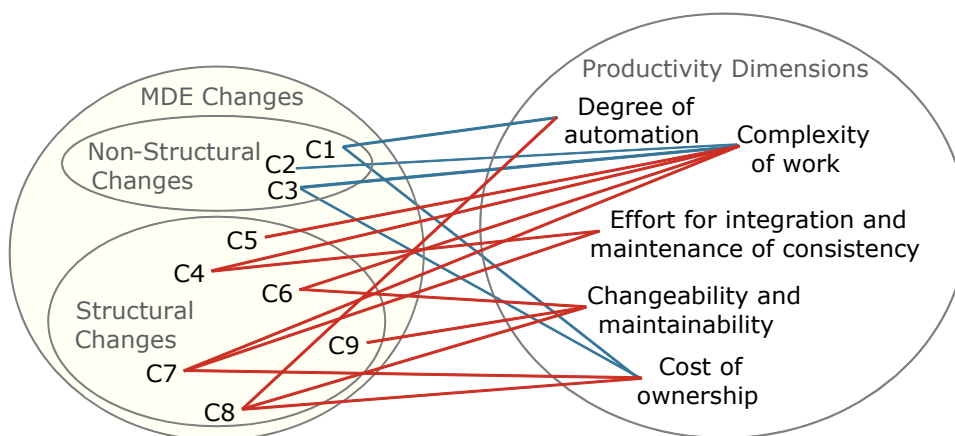 MDE Changes
Non-Structural
Changes
C1
C2
C3
C5
C4
C6
Structural
Changes
C9
C7
C8
Productivity Dimensions
Degree of
automation
Complexity
of work
Effort for integration and
maintenance of consistency
Changeability and
maintainability
Cost of
ownership